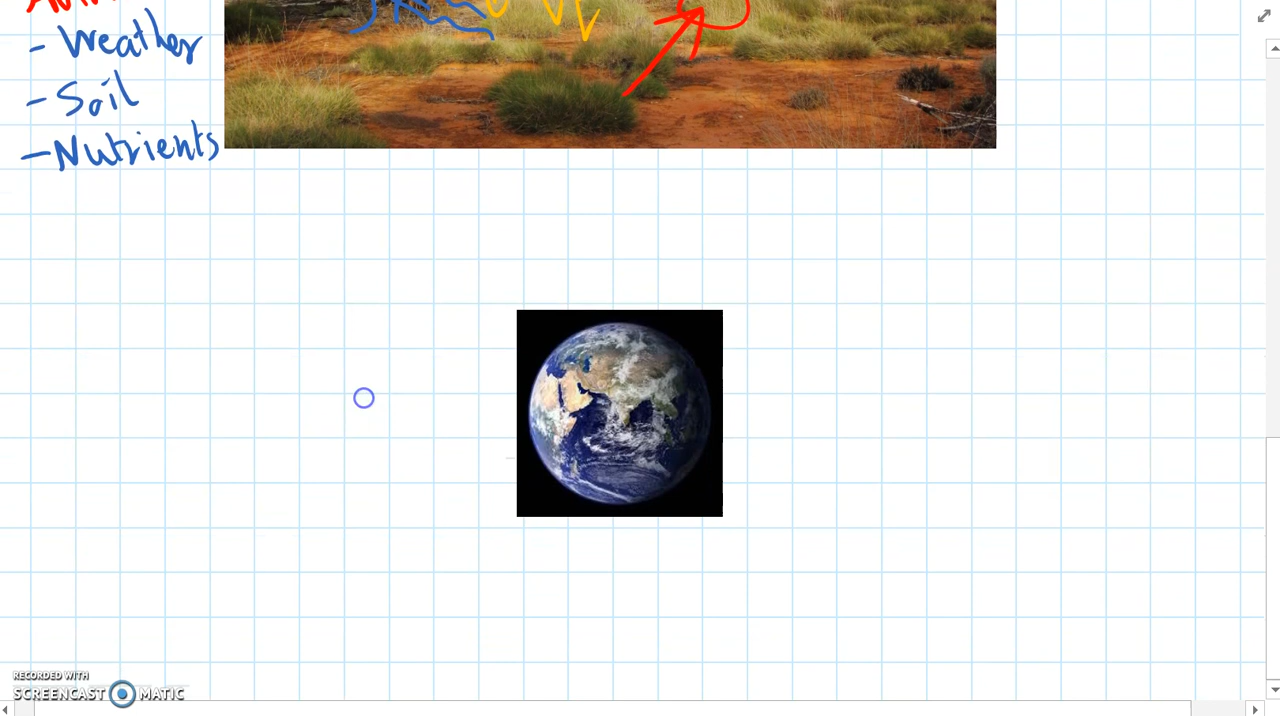 - Weather
- Soil
- Nutrients
RECORDED WITH
SCREENCAST MATIC